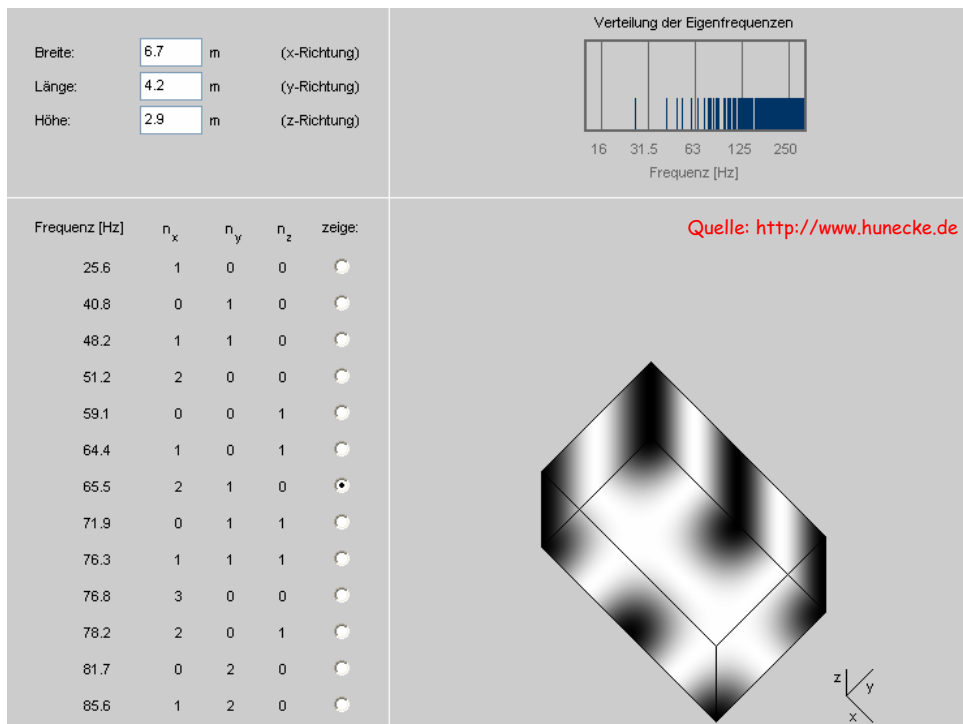 Breite: 6.7 m (x-Richtung)
Länge: 4.2 m (y-Richtung)
Höhe: 2.9 m (z-Richtung)
Verteilung der Eigenfrequenzen
16 31.5 63 125 250
Frequenz [Hz]
Frequenz [Hz] nx ny nz zeige:
25.6 1 0 0
40.8 0 1 0
48.2 1 1 0
51.2 2 0 0
59.1 0 0 1
64.4 1 0 1
65.5 2 1 0
71.9 0 1 1
76.3 1 1 1
76.8 3 0 0
78.2 2 0 1
81.7 0 2 0
85.6 1 2 0
Quelle: http://www.hunecke.de
z y
x